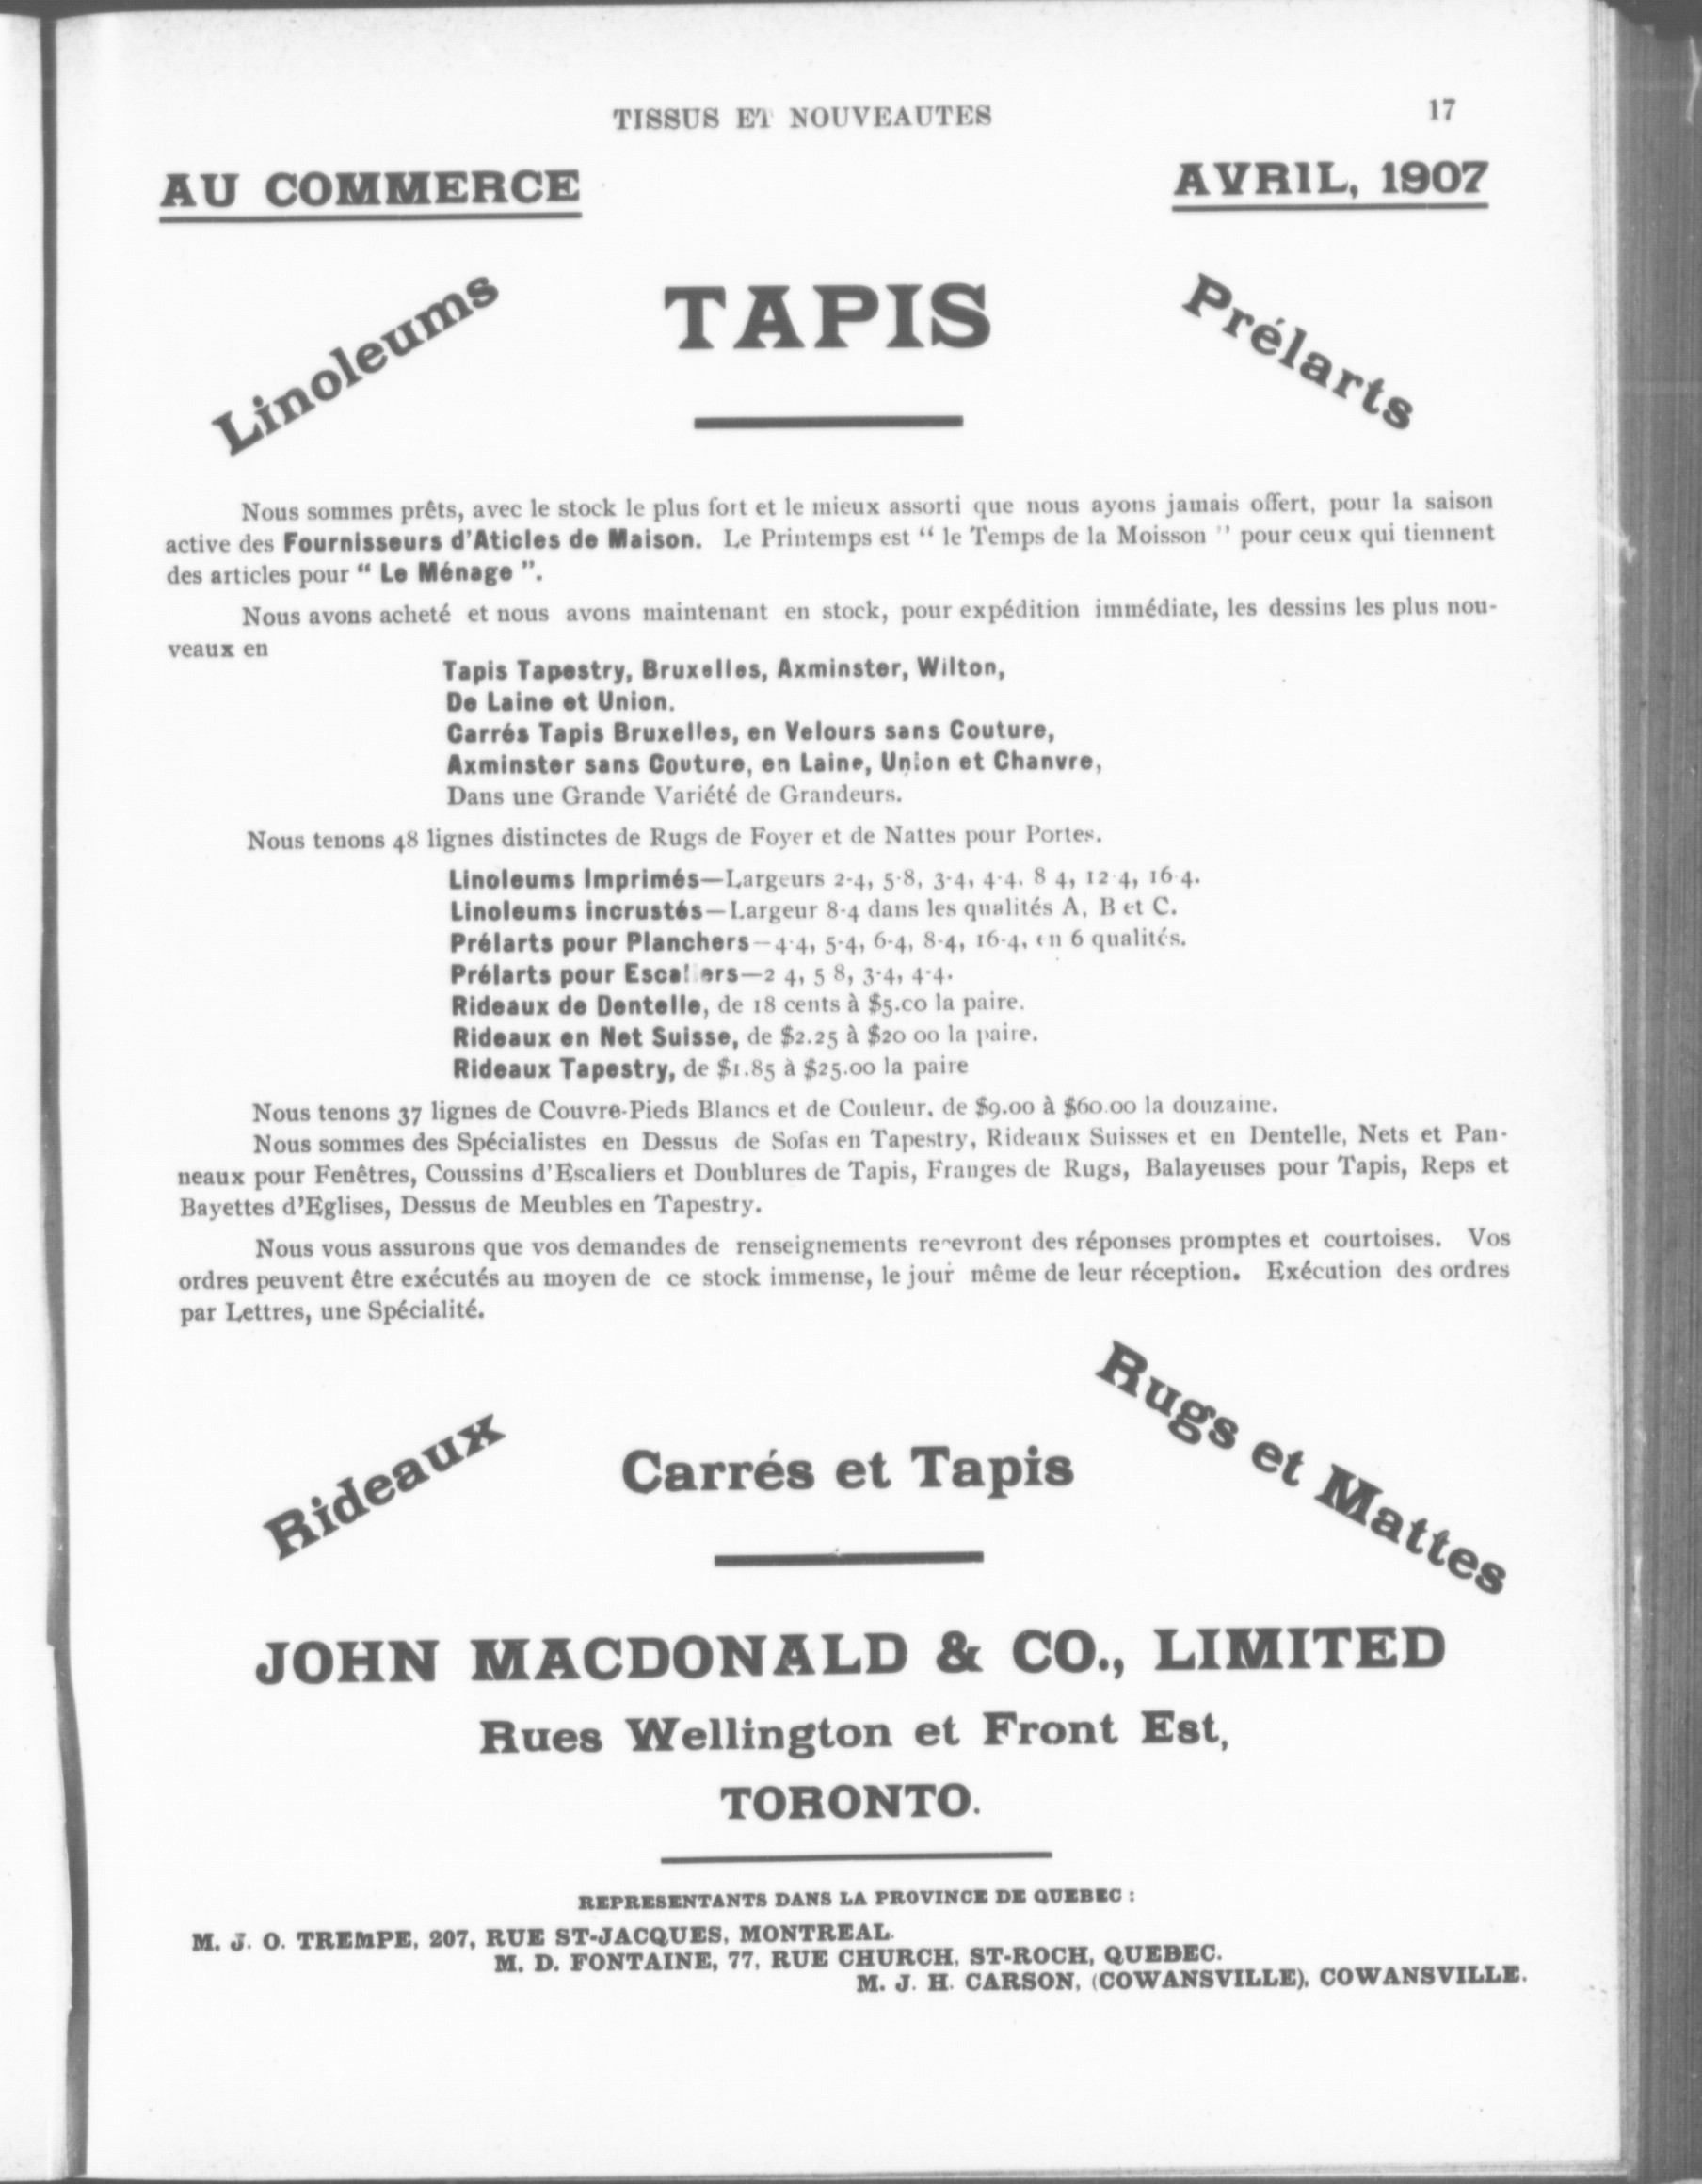 TISSUS ET NOUVEAUTES 17
AU COMMERCE AVRIL, 1907
Linoleums TAPIS Prélarts
Nous sommes prêts, avec le stock le plus fort et le mieux assorti que nous ayons jamais offert, pour la saison
active des Fournisseurs d'Aticles de Maison. Le Printemps est " le Temps de la Moisson " pour ceux qui tiennent
des articles pour " Le Ménage ".
Nous avons acheté et nous avons maintenant en stock, pour expédition immédiate, les dessins les plus nou-
veaux en
Tapis Tapestry, Bruxelles, Axminster, Wilton,
De Laine et Union.
Carrés Tapis Bruxelles, en Velours sans Couture,
Axminster sans Couture, en Laine, Union et Chanvre,
Dans une Grande Variété de Grandeurs.
Nous tenons 48 lignes distinctes de Rugs de Foyer et de Nattes pour Portes.
Linoleums Imprimés—Largeurs 2-4, 5-8, 3-4, 4-4, 8 4, 12-4, 16-4.
Linoleums incrustés—Largeur 8-4 dans les qualités A, B et C.
Prélarts pour Planchers—4-4, 5-4, 6-4, 8-4, 16-4, en 6 qualités.
Prélarts pour Escaliers—2 4, 5 8, 3-4, 4-4.
Rideaux de Dentelle, de 18 cents à $5.00 la paire.
Rideaux en Net Suisse, de $2.25 à $20 00 la paire.
Rideaux Tapestry, de $1.85 à $25.00 la paire
Nous tenons 37 lignes de Couvre-Pieds Blancs et de Couleur, de $9.00 à $60.00 la douzaine.
Nous sommes des Spécialistes en Dessus de Sofas en Tapestry, Rideaux Suisses et en Dentelle, Nets et Pan-
neaux pour Fenêtres, Coussins d'Escaliers et Doublures de Tapis, Franges de Rugs, Balayeuses pour Tapis, Reps et
Bayettes d'Eglises, Dessus de Meubles en Tapestry.
Nous vous assurons que vos demandes de renseignements recevront des réponses promptes et courtoises. Vos
ordres peuvent être exécutés au moyen de ce stock immense, le jour même de leur réception. Exécution des ordres
par Lettres, une Spécialité.
Rideaux Carrés et Tapis Rugs et Mattes
JOHN MACDONALD & CO., LIMITED
Rues Wellington et Front Est,
TORONTO.
REPRESENTANTS DANS LA PROVINCE DE QUEBEC :
M. J. O. TREMPE, 207, RUE ST-JACQUES, MONTREAL.
M. D. FONTAINE, 77, RUE CHURCH, ST-ROCH, QUEBEC.
M. J. H. CARSON, (COWANSVILLE), COWANSVILLE.